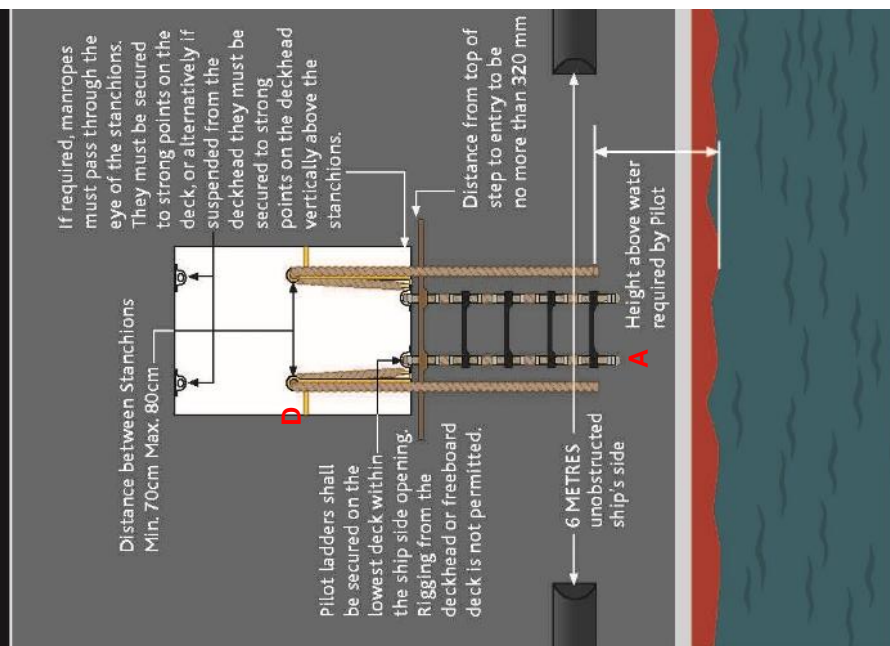 If required, manropes
must pass through the
eye of the stanchions.
They must be secured
to strong points on the
deck, or alternatively if
suspended from the
deckhead they must be
secured to strong
points on the deckhead
vertically above the
stanchions.
Distance between Stanchions
Min. 70cm Max. 80cm
D
Pilot ladders shall
be secured on the
lowest deck within
the ship side opening.
Rigging from the
deckhead or freeboard
deck is not permitted.
Distance from top of
step to entry to be
no more than 320 mm
6 METRES
unobstructed
ship's side
A
Height above water
required by Pilot